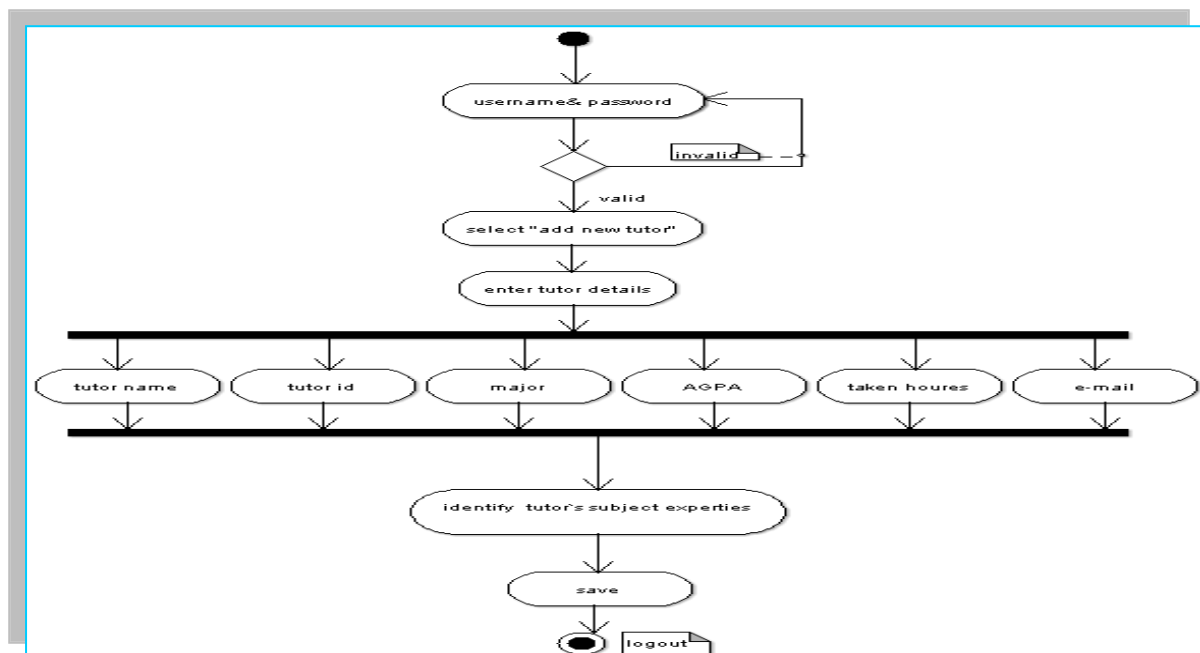 username& password
invalid
valid
select "add new tutor"
enter tutor details
tutor name
tutor id
major
AGPA
taken houres
e-mail
identify tutor's subject experties
save
logout